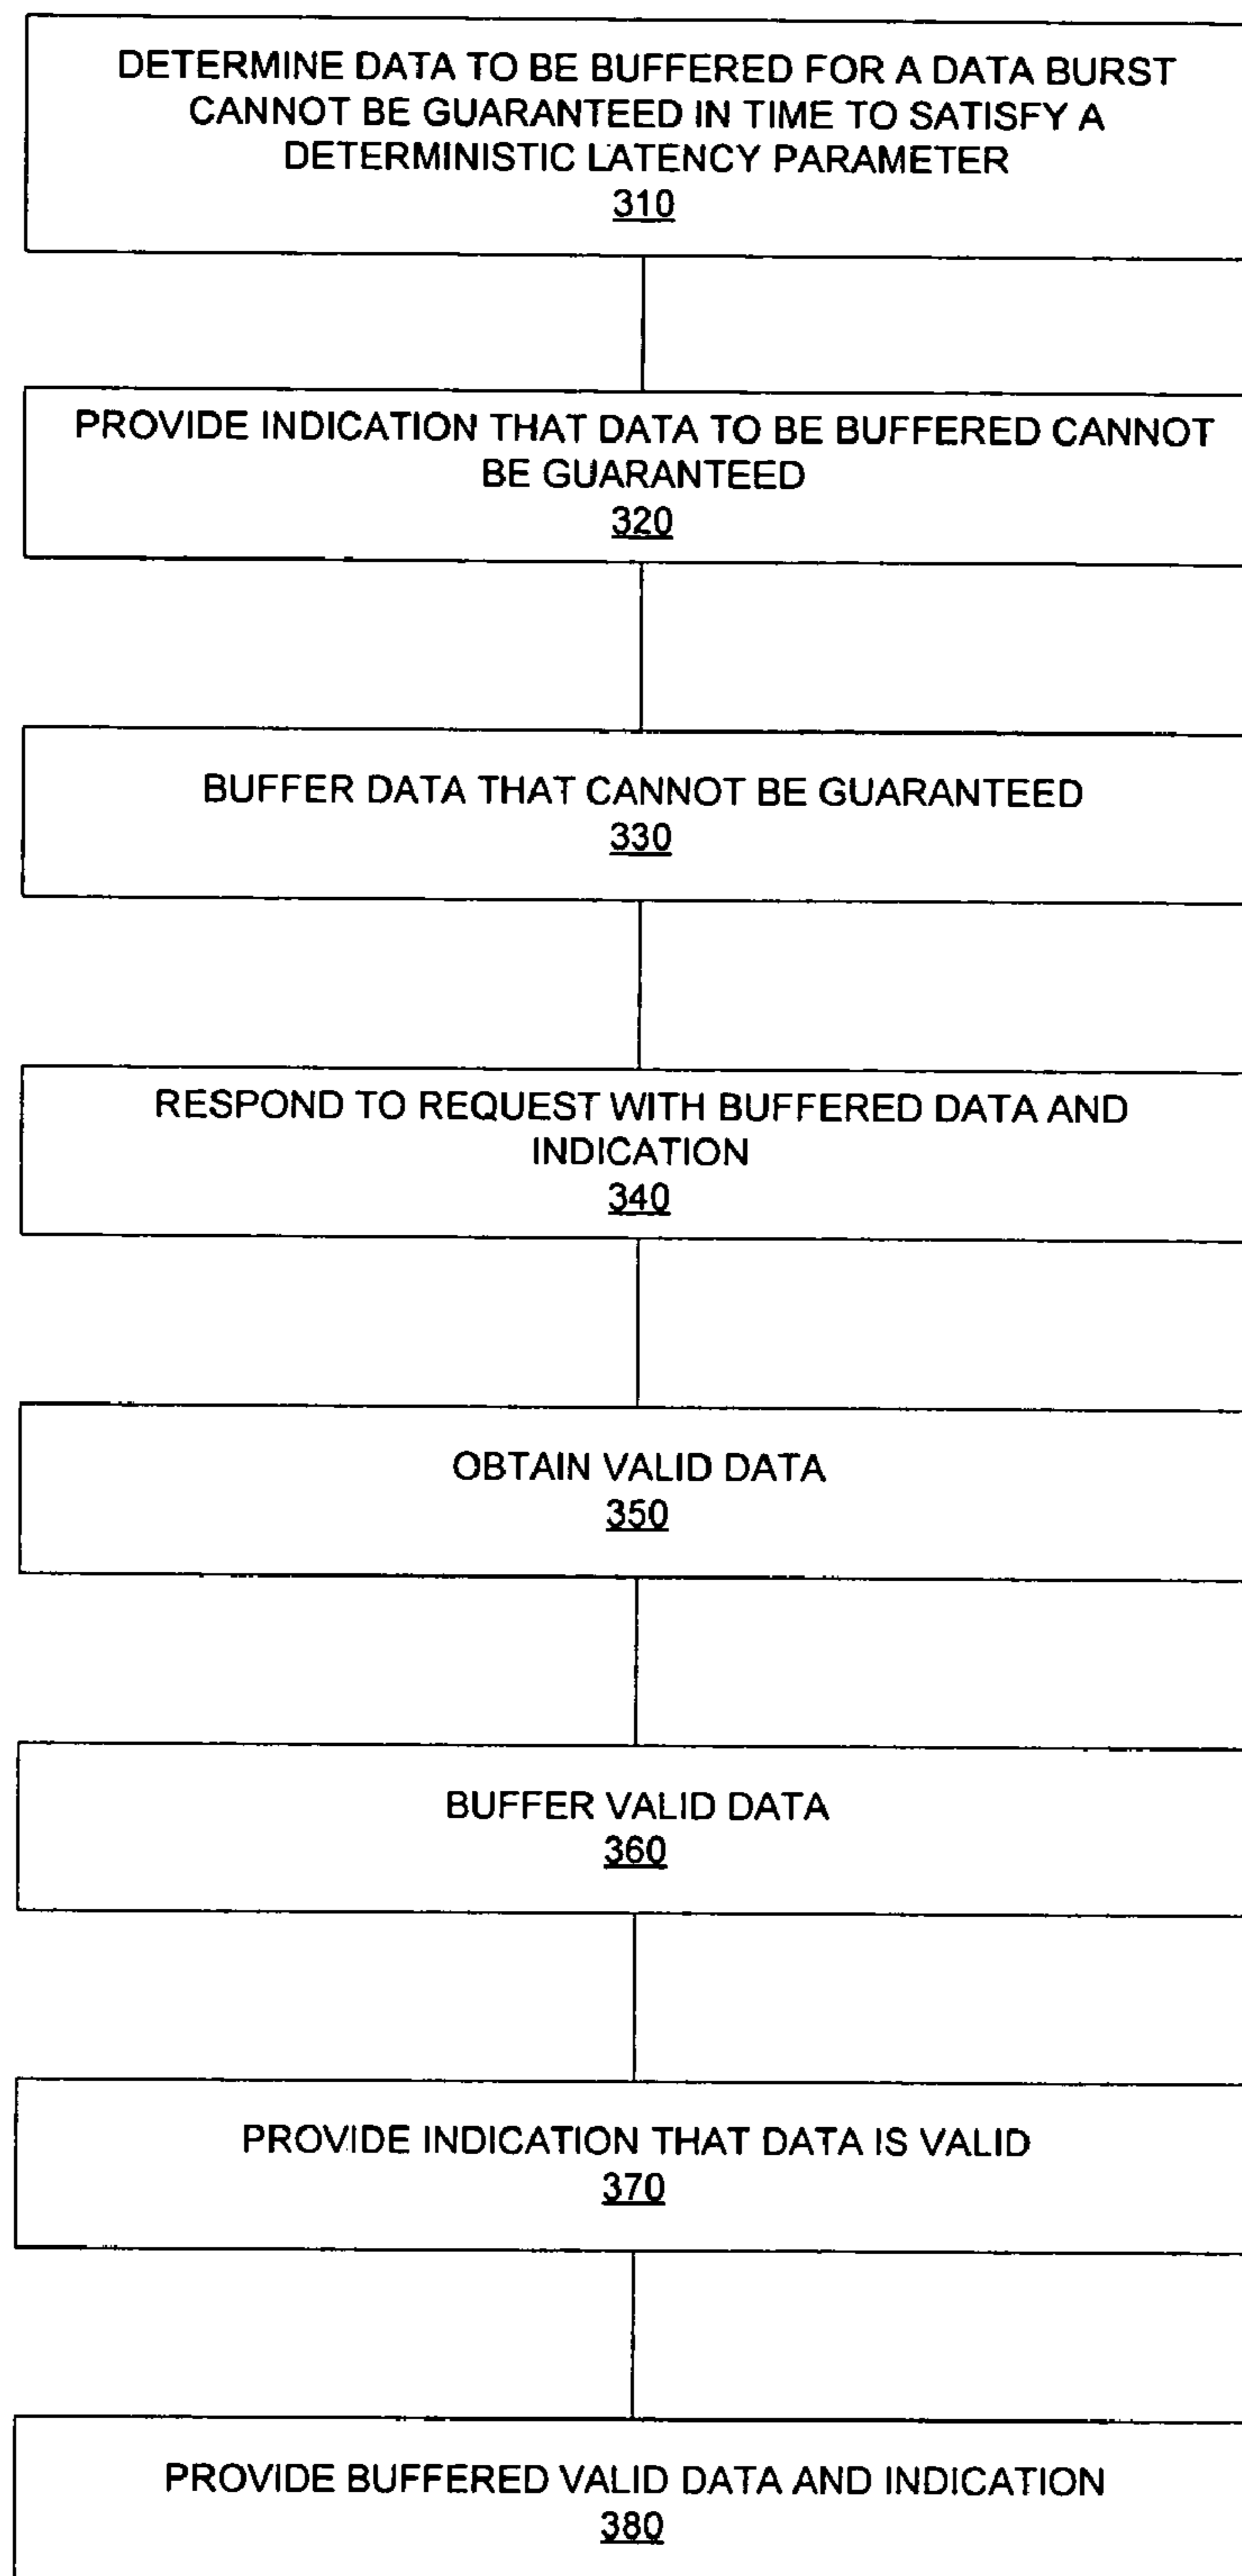 DETERMINE DATA TO BE BUFFERED FOR A DATA BURST
CANNOT BE GUARANTEED IN TIME TO SATISFY A
DETERMINISTIC LATENCY PARAMETER
310
PROVIDE INDICATION THAT DATA TO BE BUFFERED CANNOT
BE GUARANTEED
320
BUFFER DATA THAT CANNOT BE GUARANTEED
330
RESPOND TO REQUEST WITH BUFFERED DATA AND
INDICATION
340
OBTAIN VALID DATA
350
BUFFER VALID DATA
360
PROVIDE INDICATION THAT DATA IS VALID
370
PROVIDE BUFFERED VALID DATA AND INDICATION
380